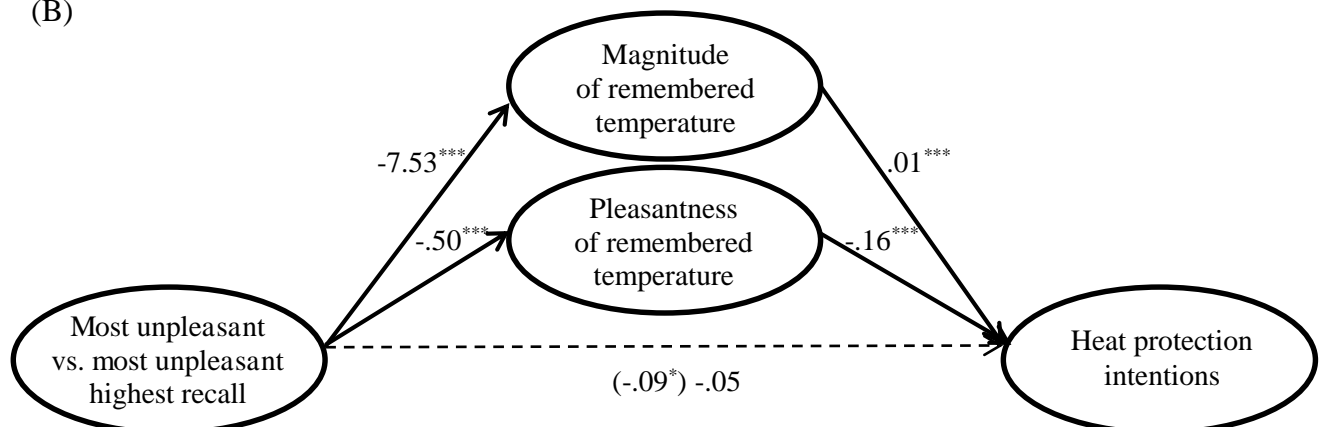 (B)
Magnitude
of remembered
temperature
-7.53***
.01***
Pleasantness
of remembered
temperature
-.50***
-.16***
Most unpleasant
vs. most unpleasant
highest recall
Heat protection
intentions
(-.09*) -.05